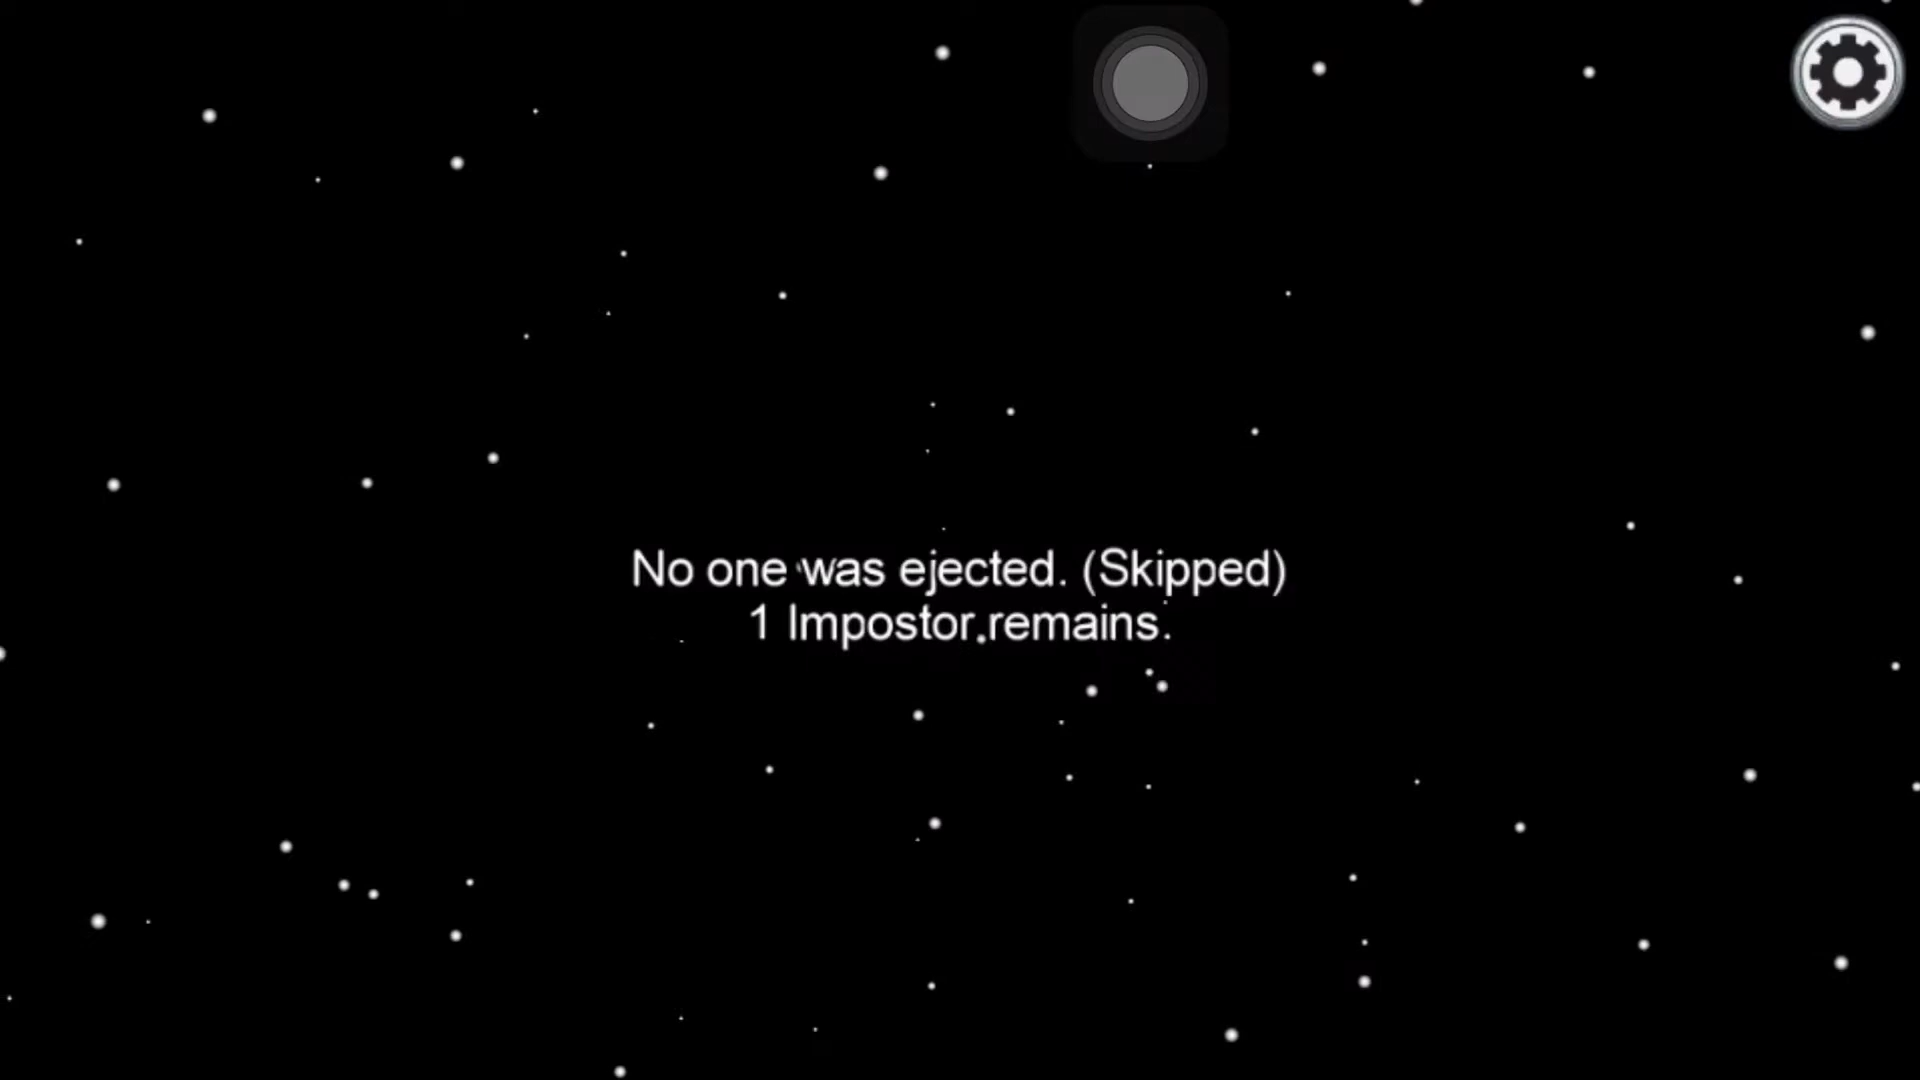 No one was ejected. (Skipped)
1 Impostor remains.